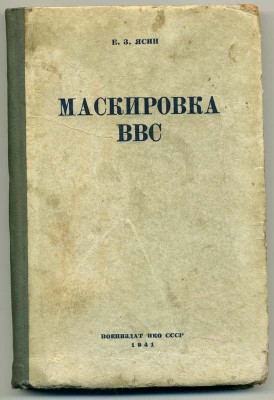 Е. З. ЯСИН
МАСКИРОВКА
ВВС
ВОЕНИЗДАТ НКО СССР
1941